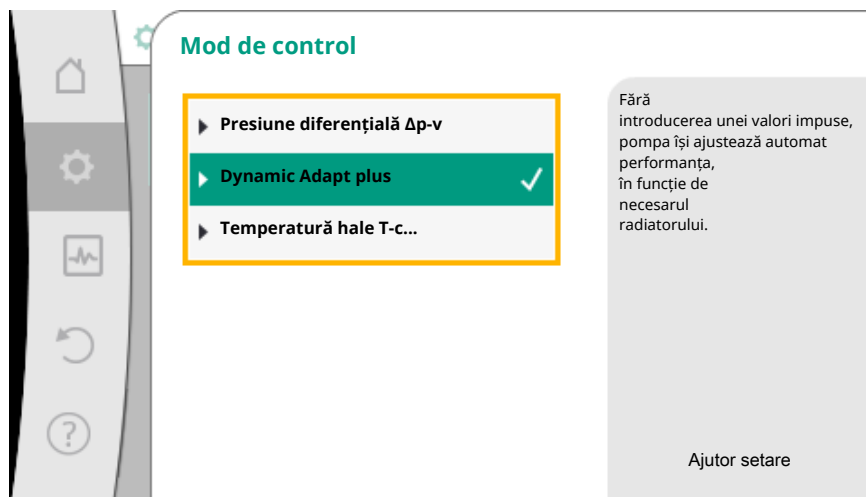 Mod de control
Presiune diferențială Δp-v
Dynamic Adapt plus
Temperatură hale T-c...
Fără
introducerea unei valori impuse,
pompa își ajustează automat
performanța,
în funcție de
necesarul
radiatorului.
Ajutor setare